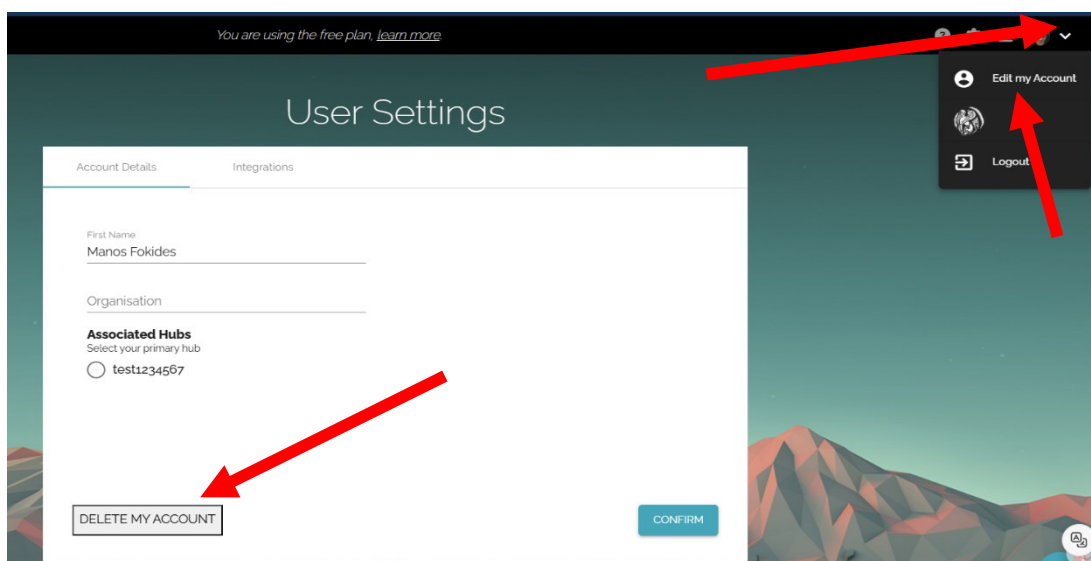 You are using the free plan, learn more.
Edit my Account
User Settings
Logout
Account Details
Integrations
First Name
Manos Fokides
Organisation
Associated Hubs
Select your primary hub
test1234567
DELETE MY ACCOUNT
CONFIRM